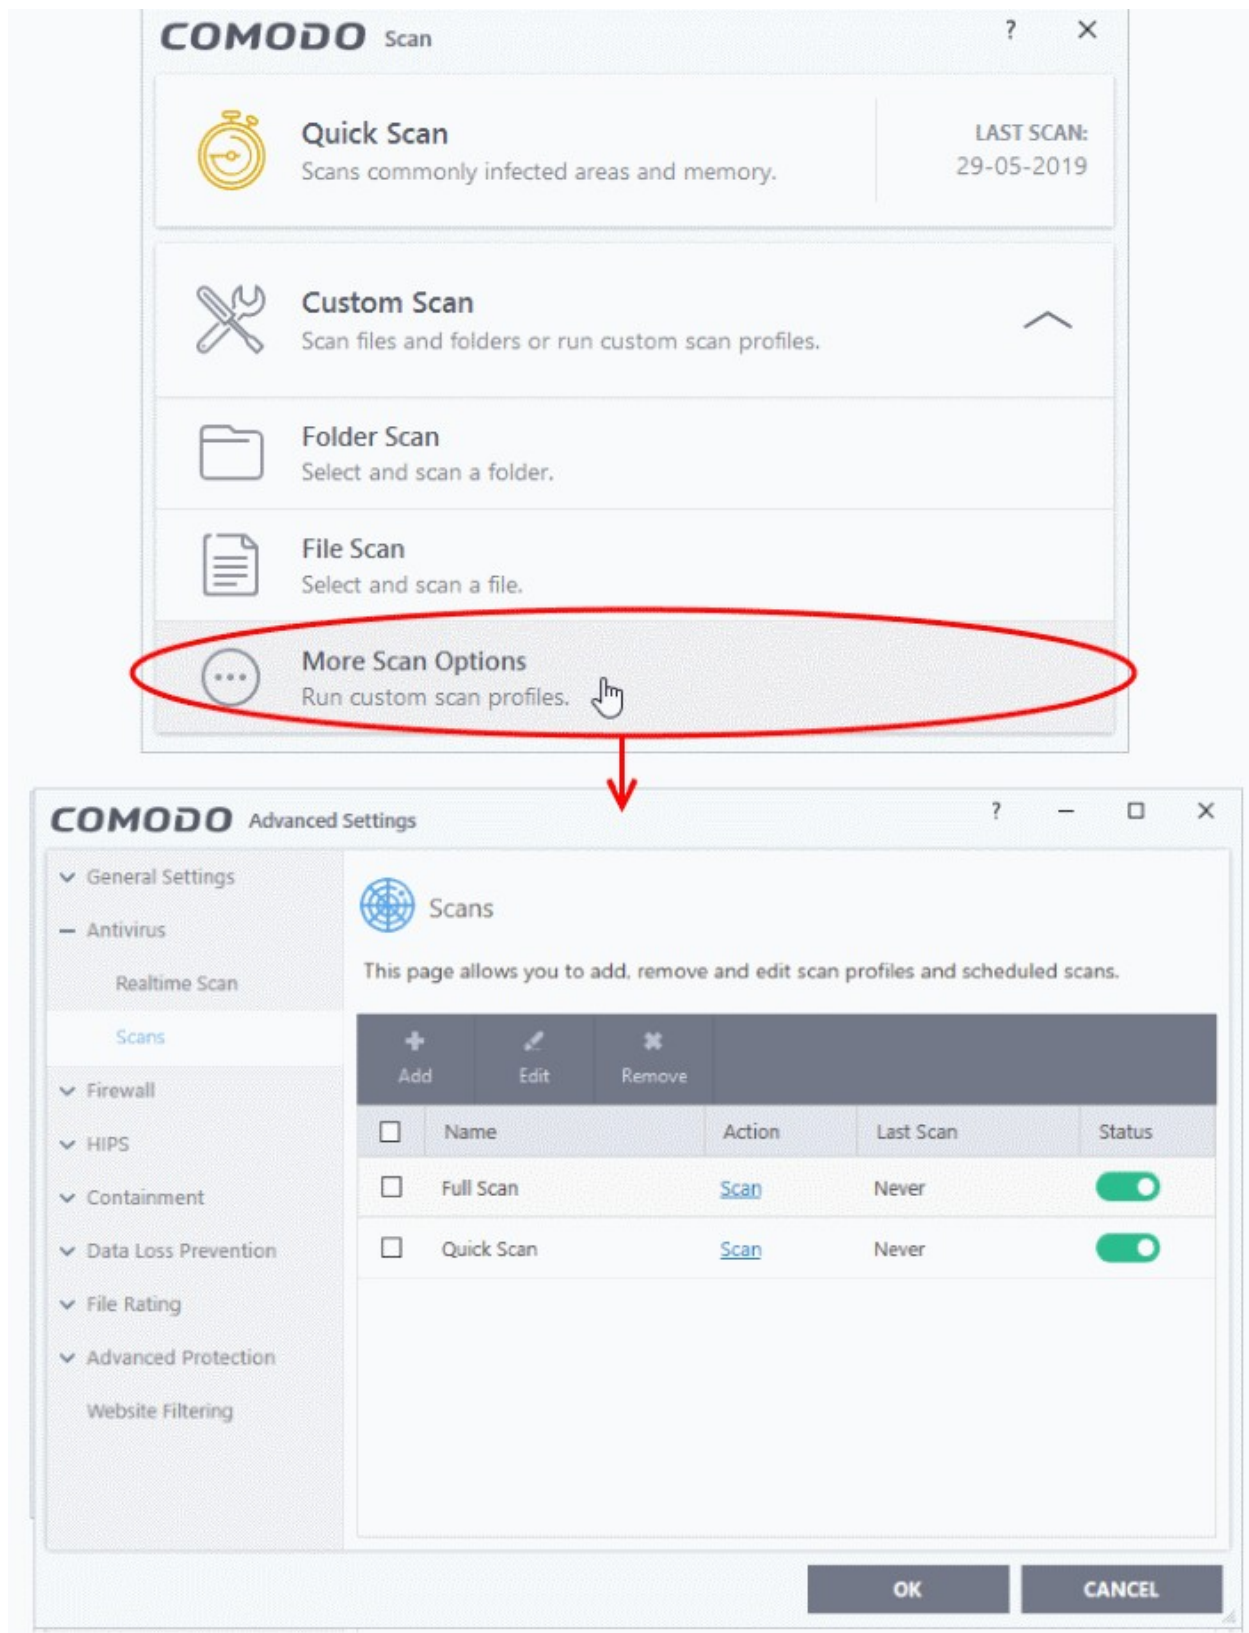 COMODO Scan ?
Quick Scan
Scans commonly infected areas and memory.
LAST SCAN:
29-05-2019
Custom Scan
Scan files and folders or run custom scan profiles.
Folder Scan
Select and scan a folder.
File Scan
Select and scan a file.
More Scan Options
Run custom scan profiles.
COMODO Advanced Settings ?
General Settings
Antivirus
Realtime Scan
Scans
Firewall
HIPS
Containment
Data Loss Prevention
File Rating
Advanced Protection
Website Filtering
Scans
This page allows you to add, remove and edit scan profiles and scheduled scans.
Add Edit Remove
Name Action Last Scan Status
Full Scan Scan Never
Quick Scan Scan Never
OK CANCEL